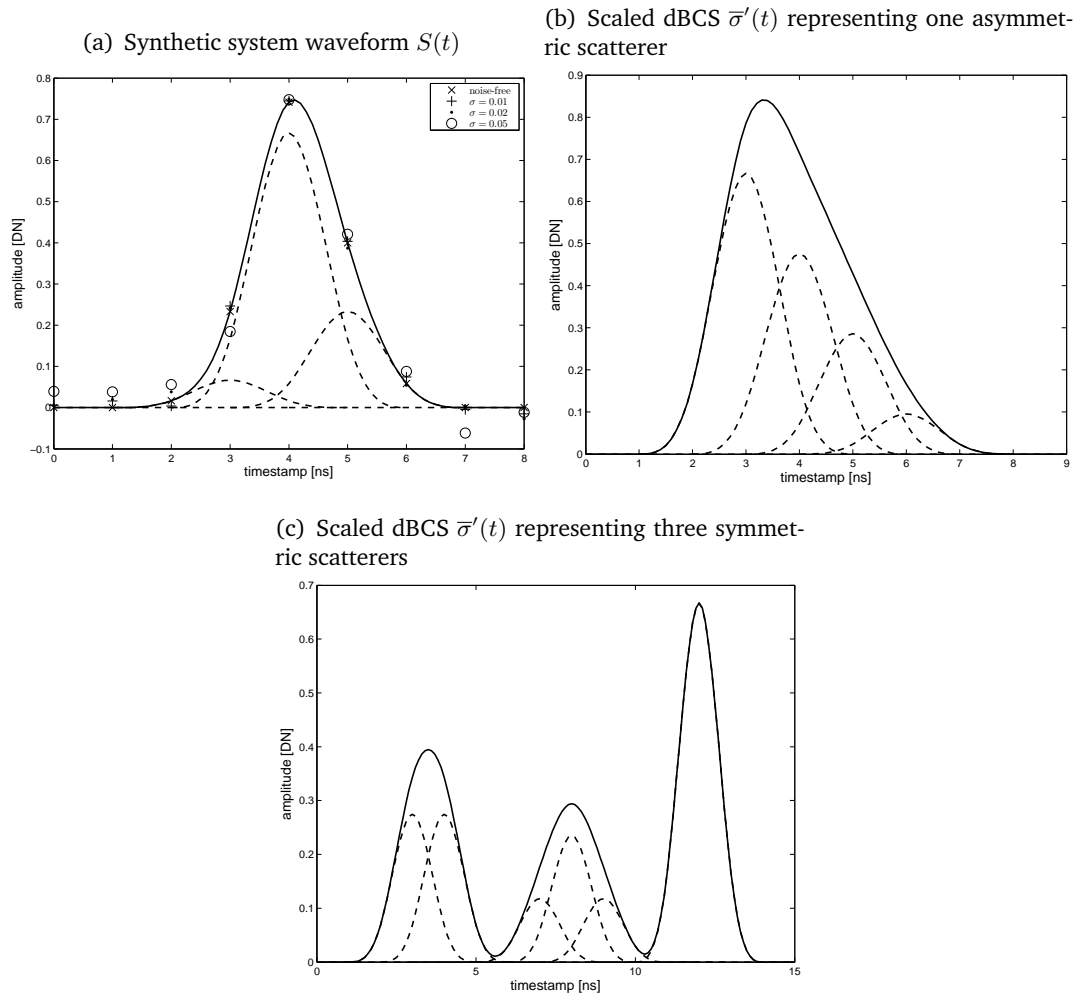 (a) Synthetic system waveform S(t)
0.8
0.7
0.6
0.5
0.4
0.3
0.2
0.1
0
−0.1
0 1 2 3 4 5 6 7 8
amplitude [DN]
timestamp [ns]
noise-free
σ = 0.01
σ = 0.02
σ = 0.05
(b) Scaled dBCS σ̅′(t) representing one asymmet-
ric scatterer
0.9
0.8
0.7
0.6
0.5
0.4
0.3
0.2
0.1
0
0 1 2 3 4 5 6 7 8 9
amplitude [DN]
timestamp [ns]
(c) Scaled dBCS σ̅′(t) representing three symmet-
ric scatterers
0.7
0.6
0.5
0.4
0.3
0.2
0.1
0
0 5 10 15
amplitude [DN]
timestamp [ns]